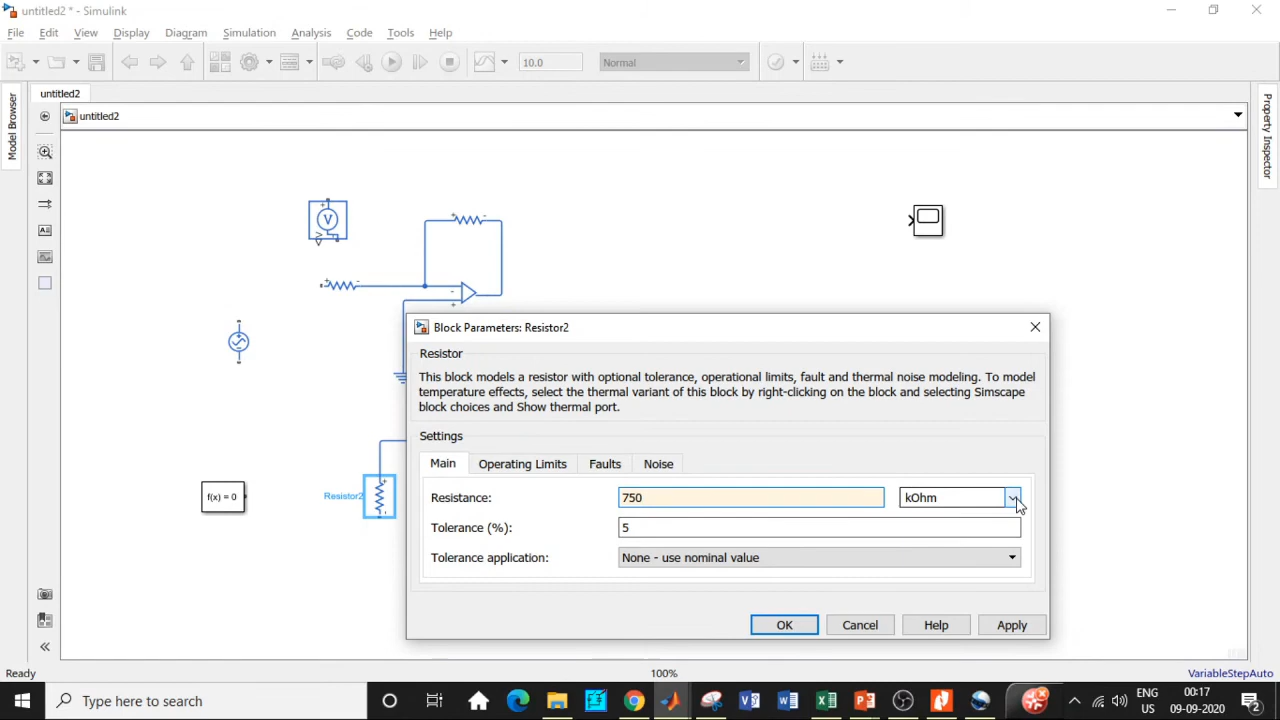 untitled2 * - Simulink
File Edit View Display Diagram Simulation Analysis Code Tools Help
10.0 Normal
untitled2
untitled2
Model Browser
Property Inspector
Block Parameters: Resistor2
Resistor
This block models a resistor with optional tolerance, operational limits, fault and thermal noise modeling. To model
temperature effects, select the thermal variant of this block by right-clicking on the block and selecting Simscape
block choices and Show thermal port.
Settings
Main Operating Limits Faults Noise
Resistance: 750 kOhm
Tolerance (%): 5
Tolerance application: None - use nominal value
OK Cancel Help Apply
V
V
f(x) = 0
Resistor2
Ready 100% VariableStepAuto
Type here to search
ENG
US
00:17
09-09-2020
2